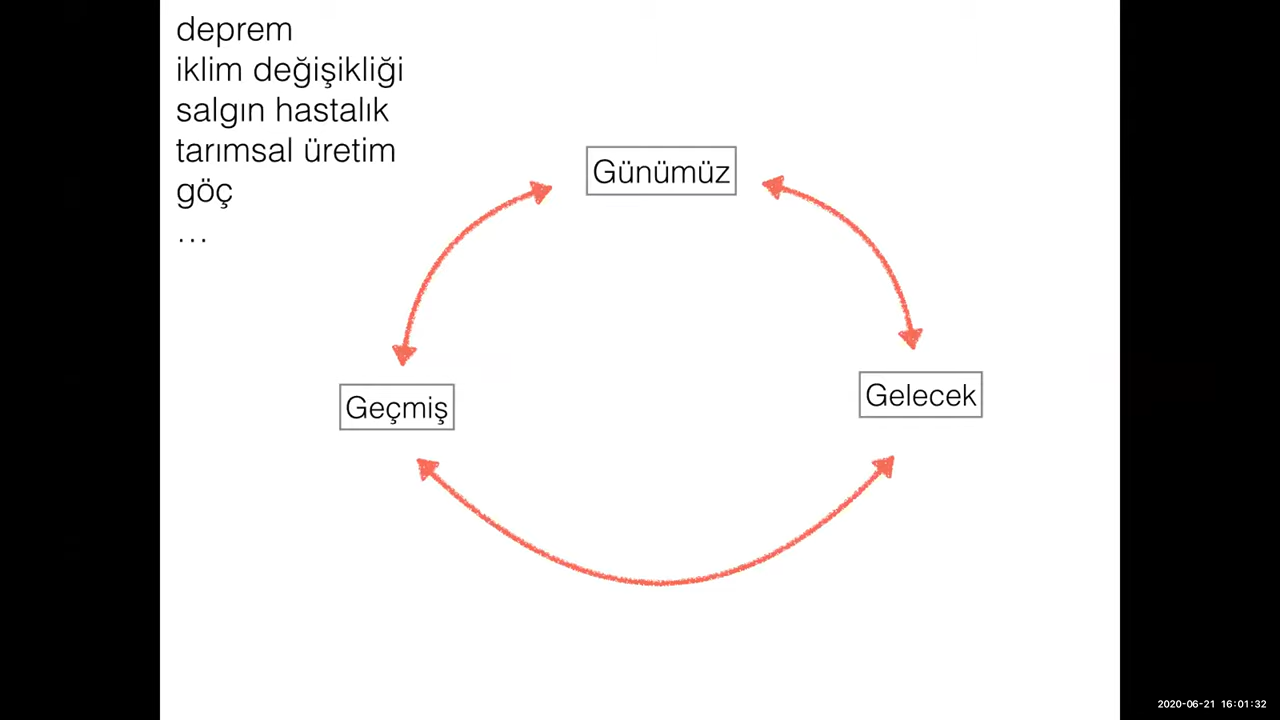 deprem
iklim değişikliği
salgın hastalık
tarımsal üretim
göç
...
Günümüz
Geçmiş
Gelecek
2020-06-21 16:01:32